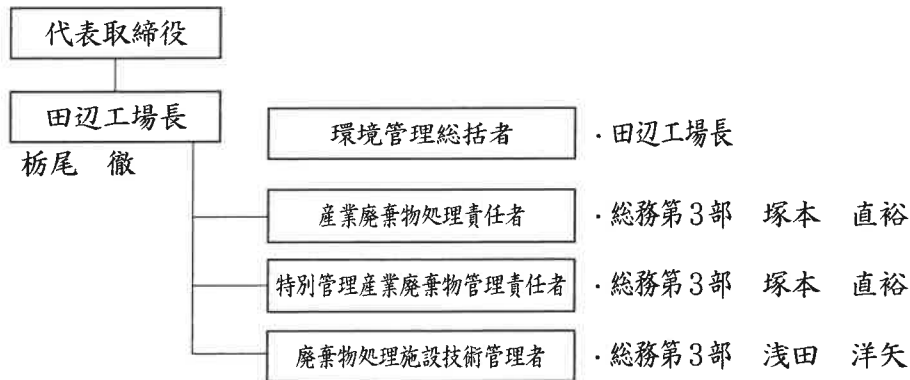 代表取締役
田辺工場長
栃尾 徹
環境管理総括者 ・田辺工場長
産業廃棄物処理責任者 ・総務第3部 塚本 直裕
特別管理産業廃棄物管理責任者 ・総務第3部 塚本 直裕
廃棄物処理施設技術管理者 ・総務第3部 浅田 洋矢